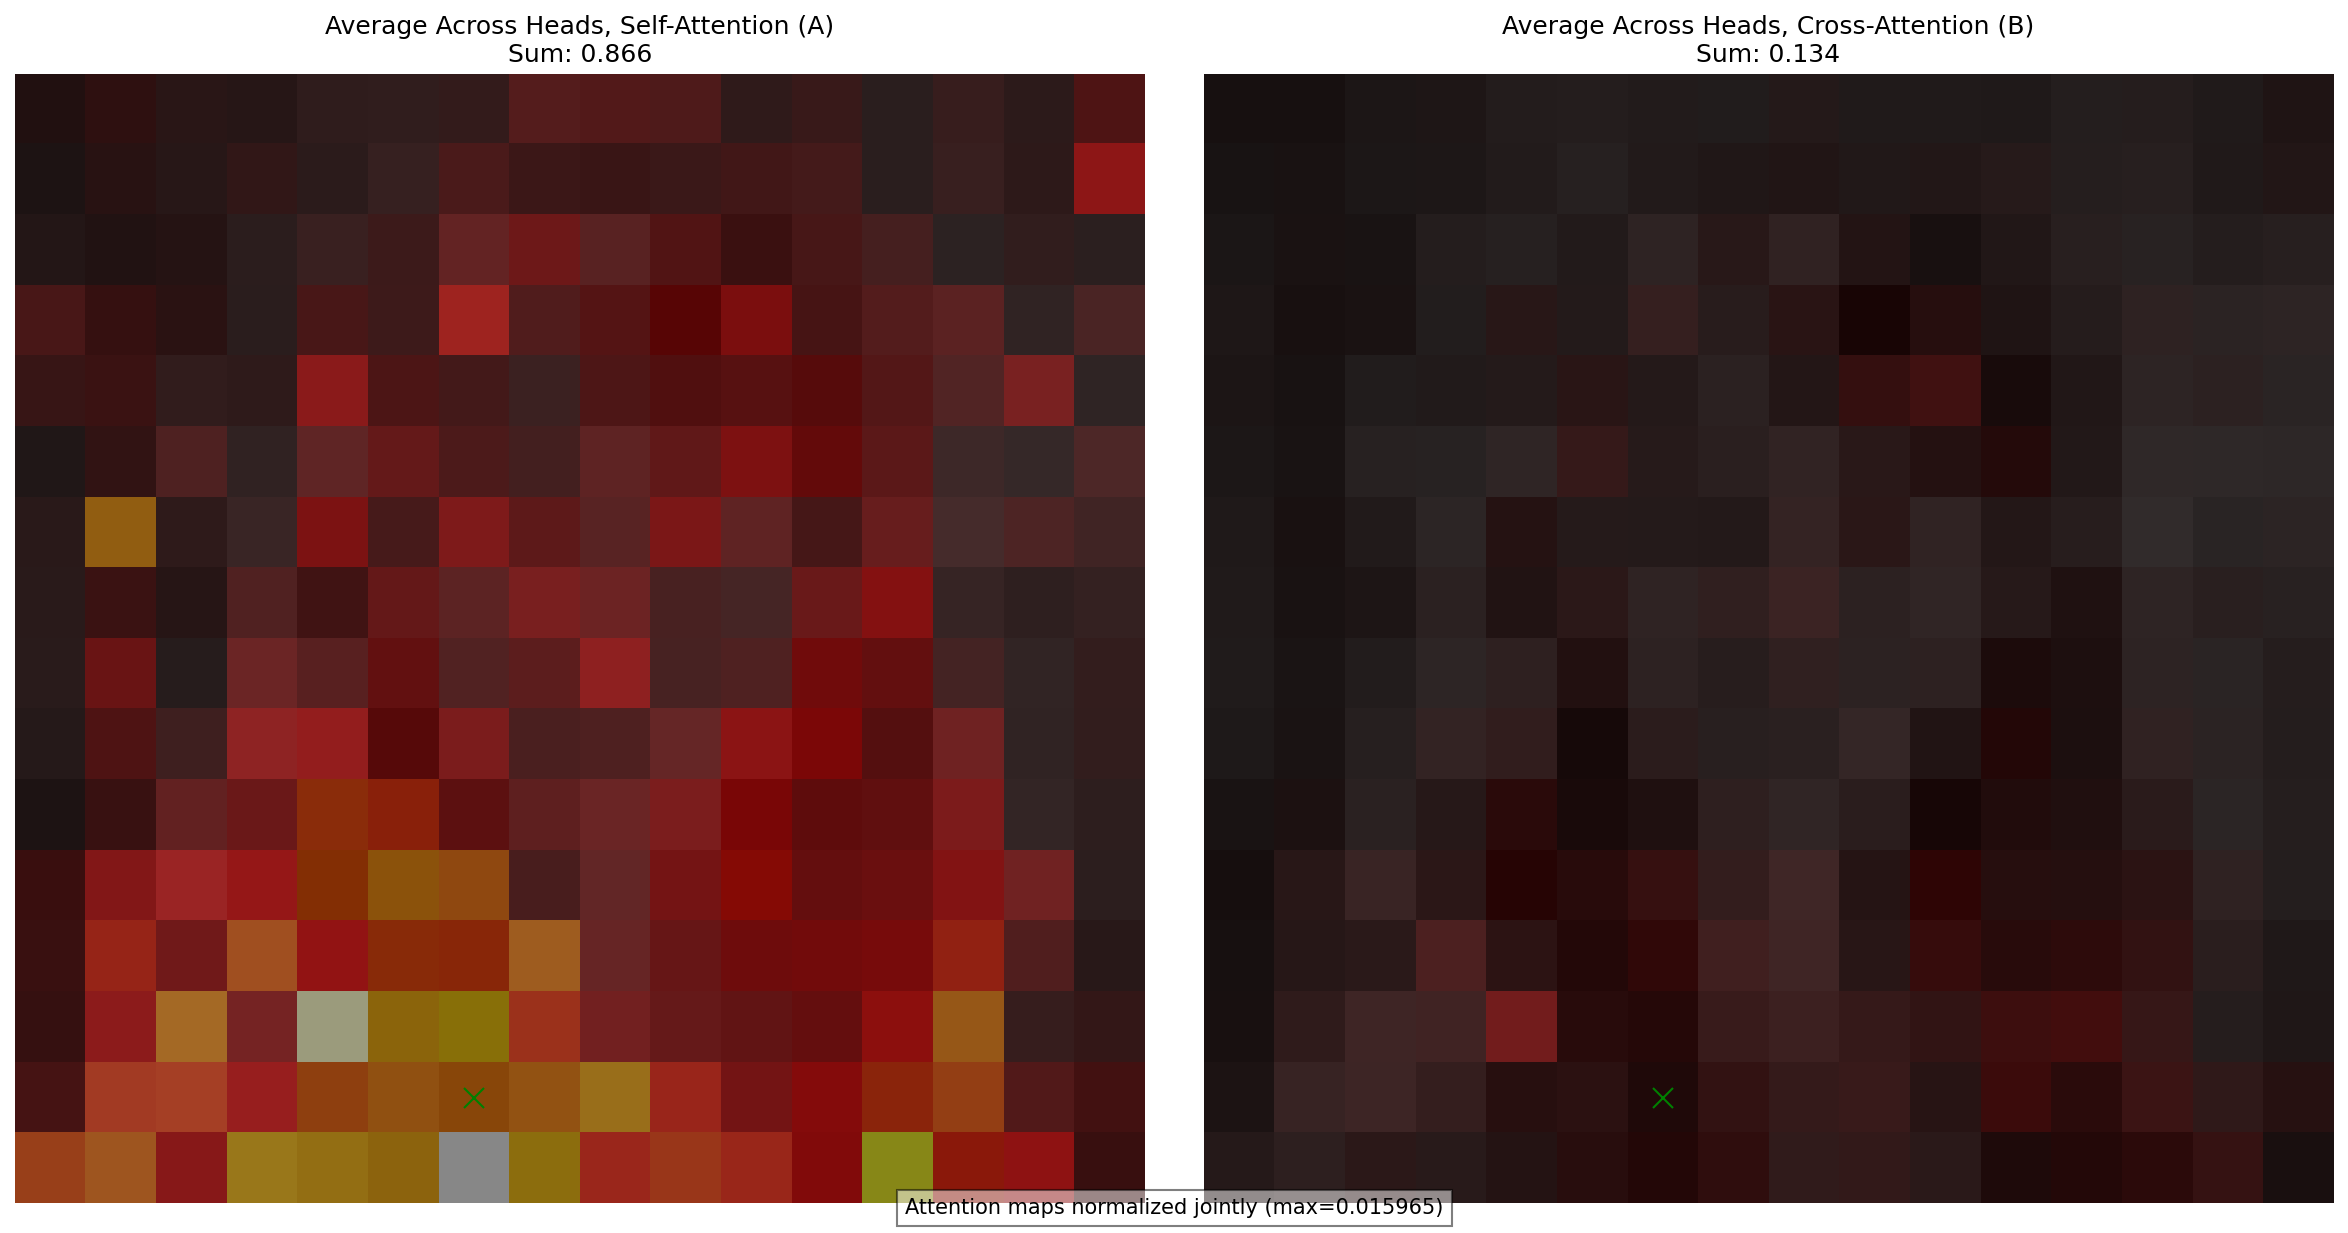 Average Across Heads, Self-Attention (A)
Sum: 0.866
Average Across Heads, Cross-Attention (B)
Sum: 0.134
Attention maps normalized jointly (max=0.015965)